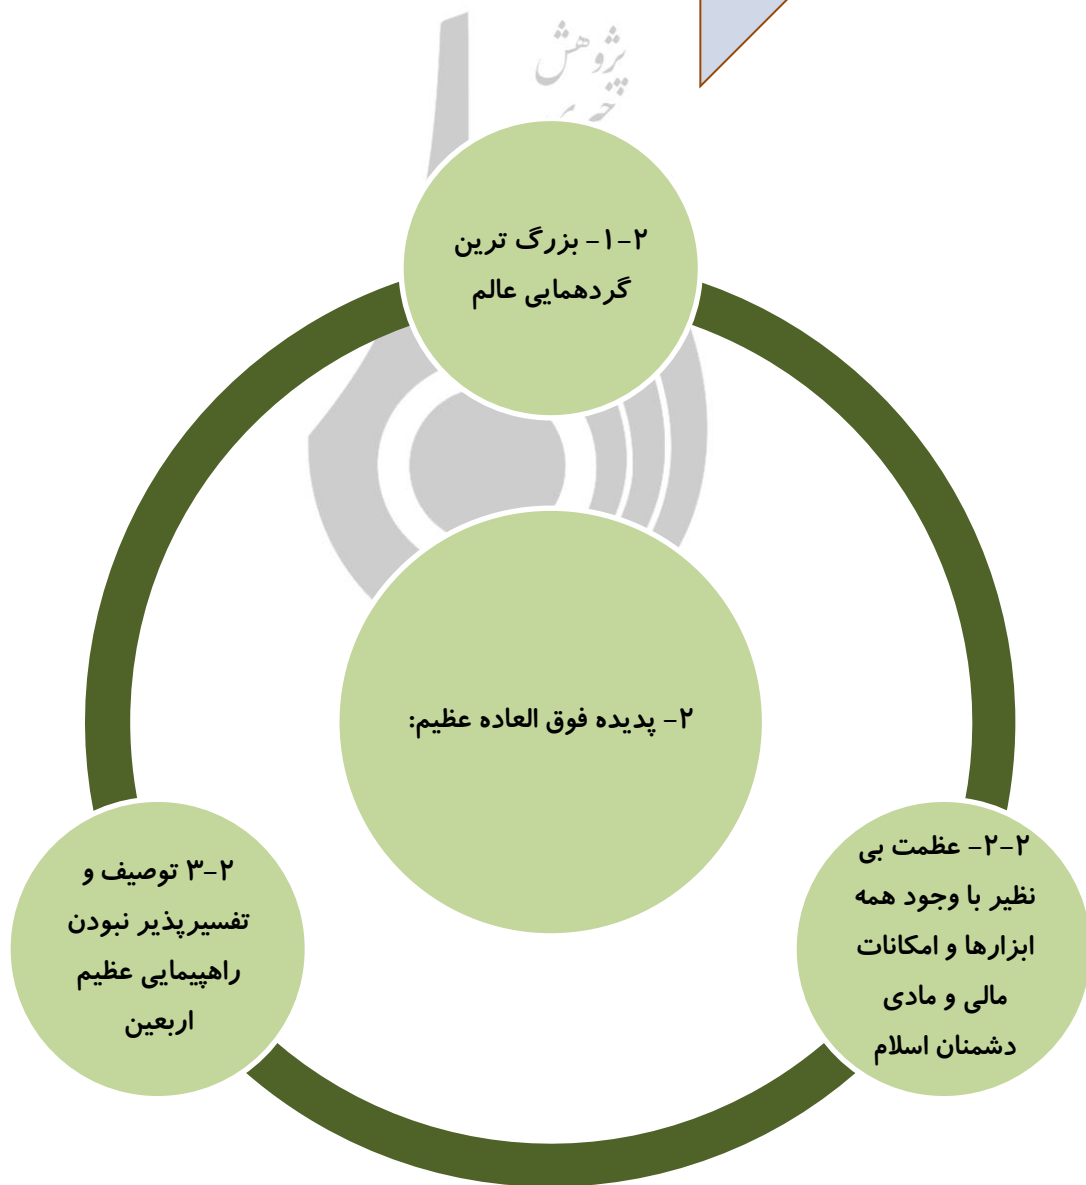 پژوهش
۲-۱- بزرگ ترین
گردهمایی عالم
۲- پدیده فوق العاده عظیم:
۲-۲- عظمت بی
نظیر با وجود همه
ابزارها و امکانات
مالی و مادی
دشمنان اسلام
۲-۳ توصیف و
تفسیرپذیر نبودن
راهپیمایی عظیم
اربعین